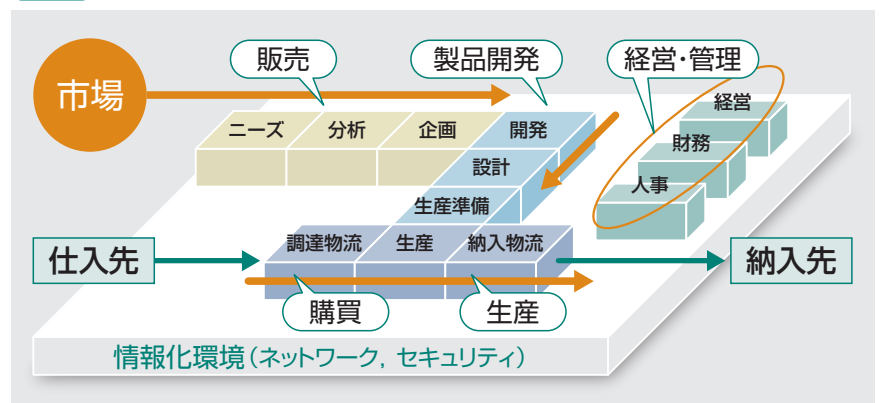 市場
販売
製品開発
経営・管理
ニーズ
分析
企画
開発
設計
生産準備
経営
財務
人事
仕入先
調達物流
生産
納入物流
納入先
購買
生産
情報化環境(ネットワーク, セキュリティ)